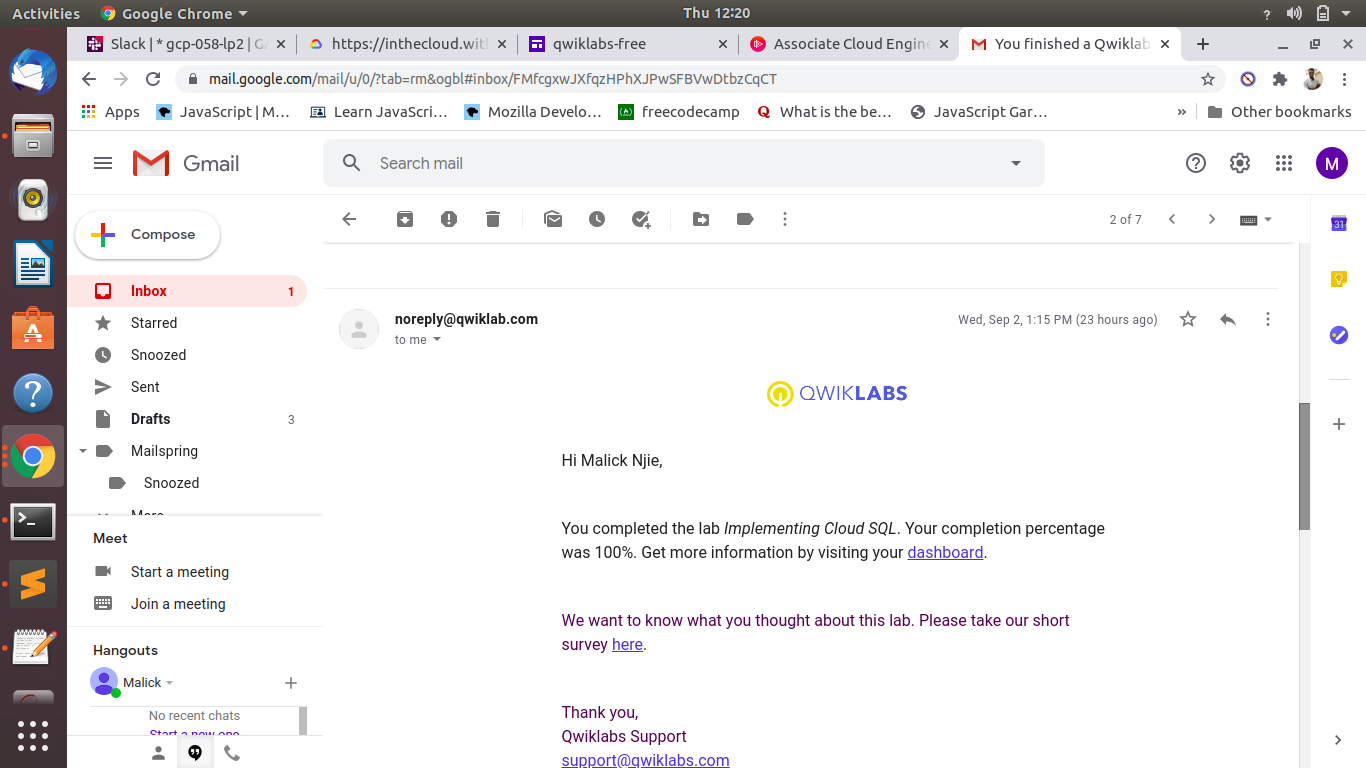 Activities
Google Chrome
Thu 12:20
?
Slack | * gcp-058-lp2 | G
https://inthecloud.wit
qwiklabs-free
Associate Cloud Engin
You finished a Qwiklab
mail.google.com/mail/u/0/?tab=rm&ogbl#inbox/FMfcgxwJXfqzHPhXJPwSFBVwDtbzCqCT
Apps
JavaScript | M…
Learn JavaScri…
Mozilla Develo…
freecodecamp
What is the be…
JavaScript Gar…
»
Other bookmarks
Gmail
Search mail
M
Compose
2 of 7
31
Inbox
1
Starred
Snoozed
Sent
Drafts
3
Mailspring
Snoozed
More
Meet
Start a meeting
Join a meeting
Hangouts
Malick
No recent chats
Start a new one
noreply@qwiklab.com
Wed, Sep 2, 1:15 PM (23 hours ago)
to me
QWIKLABS
Hi Malick Njie,
You completed the lab Implementing Cloud SQL. Your completion percentage
was 100%. Get more information by visiting your dashboard.
We want to know what you thought about this lab. Please take our short
survey here.
Thank you,
Qwiklabs Support
support@qwiklabs.com